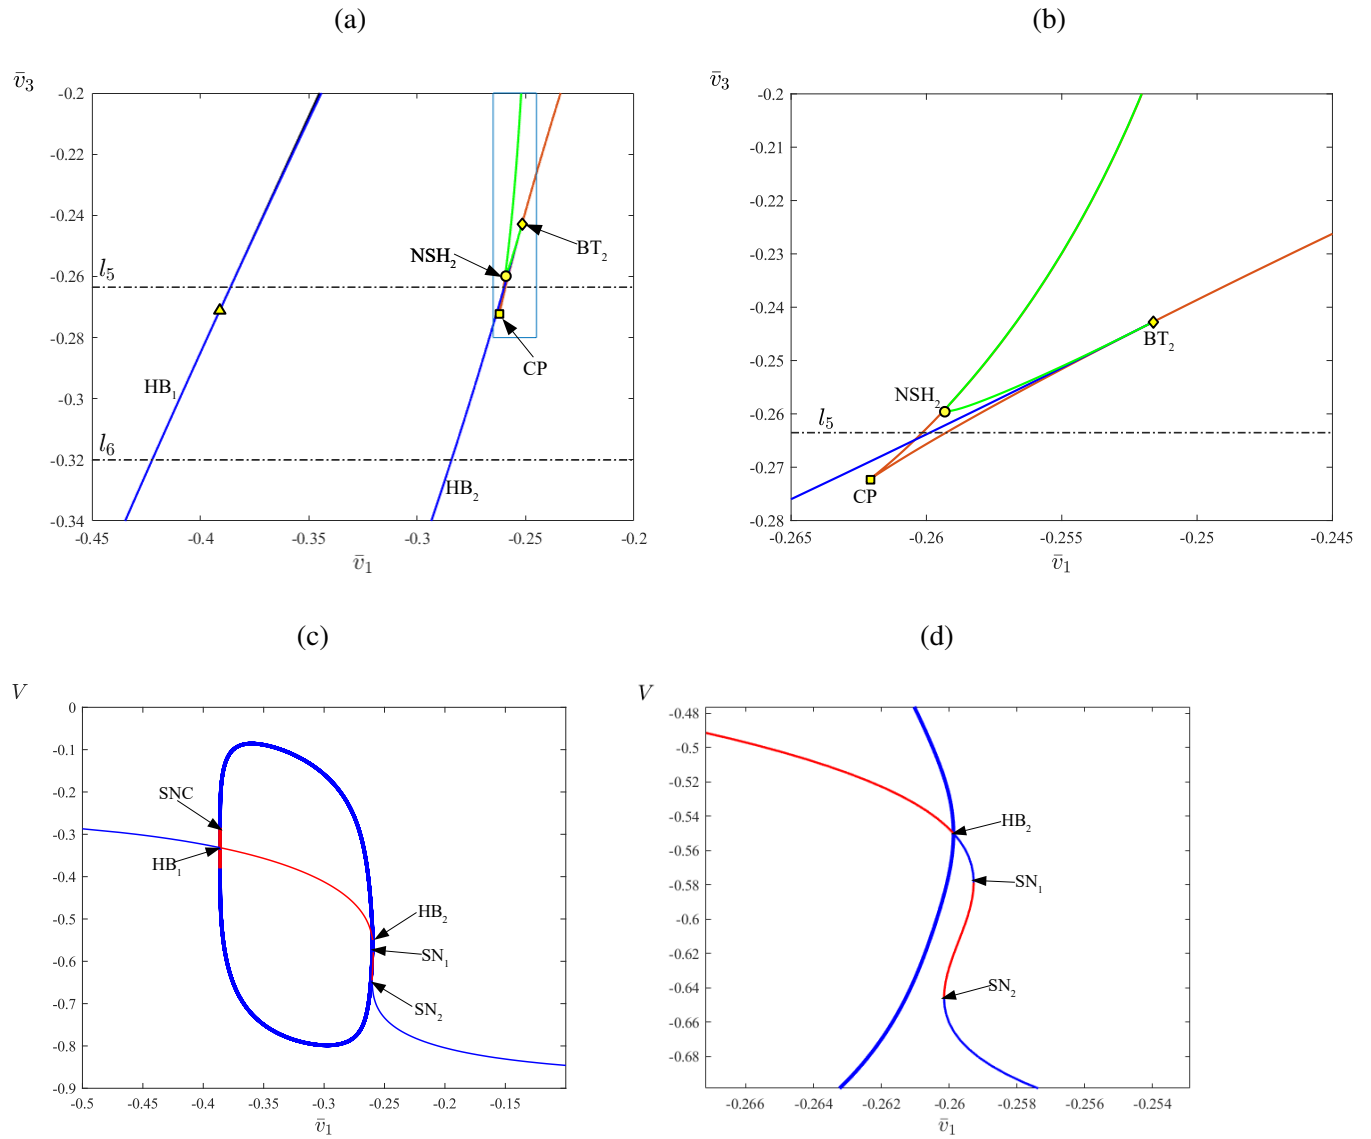 (a)
(b)
v̄₃
-0.2
-0.22
-0.24
-0.26
-0.28
-0.3
-0.32
-0.34
-0.45
-0.4
-0.35
-0.3
-0.25
-0.2
v̄₁
l₅
l₆
HB₁
HB₂
NSH₂
BT₂
CP
v̄₃
-0.2
-0.21
-0.22
-0.23
-0.24
-0.25
-0.26
-0.27
-0.28
-0.265
-0.26
-0.255
-0.25
-0.245
v̄₁
l₅
NSH₂
BT₂
CP
(c)
(d)
V
0
-0.1
-0.2
-0.3
-0.4
-0.5
-0.6
-0.7
-0.8
-0.9
-0.5
-0.45
-0.4
-0.35
-0.3
-0.25
-0.2
-0.15
v̄₁
SNC
HB₁
HB₂
SN₁
SN₂
V
-0.48
-0.5
-0.52
-0.54
-0.56
-0.58
-0.6
-0.62
-0.64
-0.66
-0.68
-0.266
-0.264
-0.262
-0.26
-0.258
-0.256
-0.254
v̄₁
HB₂
SN₁
SN₂